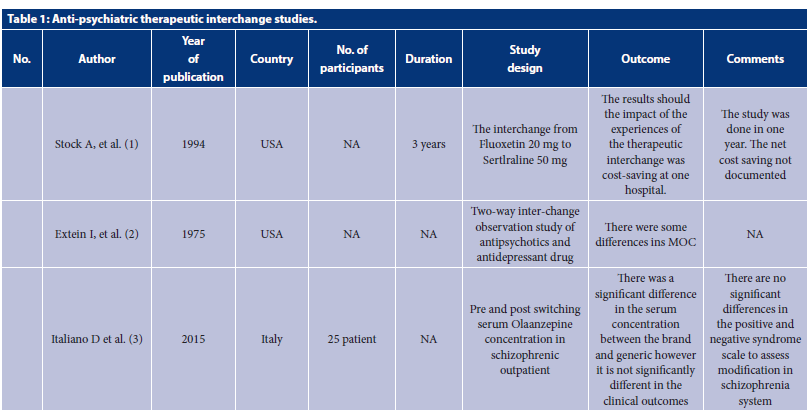 Table 1: Anti-psychiatric therapeutic interchange studies.
No.
Author
Year
of
publication
Country
No. of
participants
Duration
Study
design
Outcome
Comments
Stock A, et al. (1)
1994
USA
NA
3 years
The interchange from
Fluoxetin 20 mg to
Sertlraline 50 mg
The results should
the impact of the
experiences of
the therapeutic
interchange was
cost-saving at one
hospital.
The study was
done in one
year. The net
cost saving not
documented
Extein I, et al. (2)
1975
USA
NA
NA
Two-way inter-change
observation study of
antipsychotics and
antidepressant drug
There were some
differences ins MOC
NA
Italiano D et al. (3)
2015
Italy
25 patient
NA
Pre and post switching
serum Olaanzepine
concentration in
schizophrenic
outpatient
There was a
significant difference
in the serum
concentration
between the brand
and generic however
it is not significantly
different in the
clinical outcomes
There are no
significant
differences in
the positive and
negative syndrome
scale to assess
modification in
schizophrenia
system